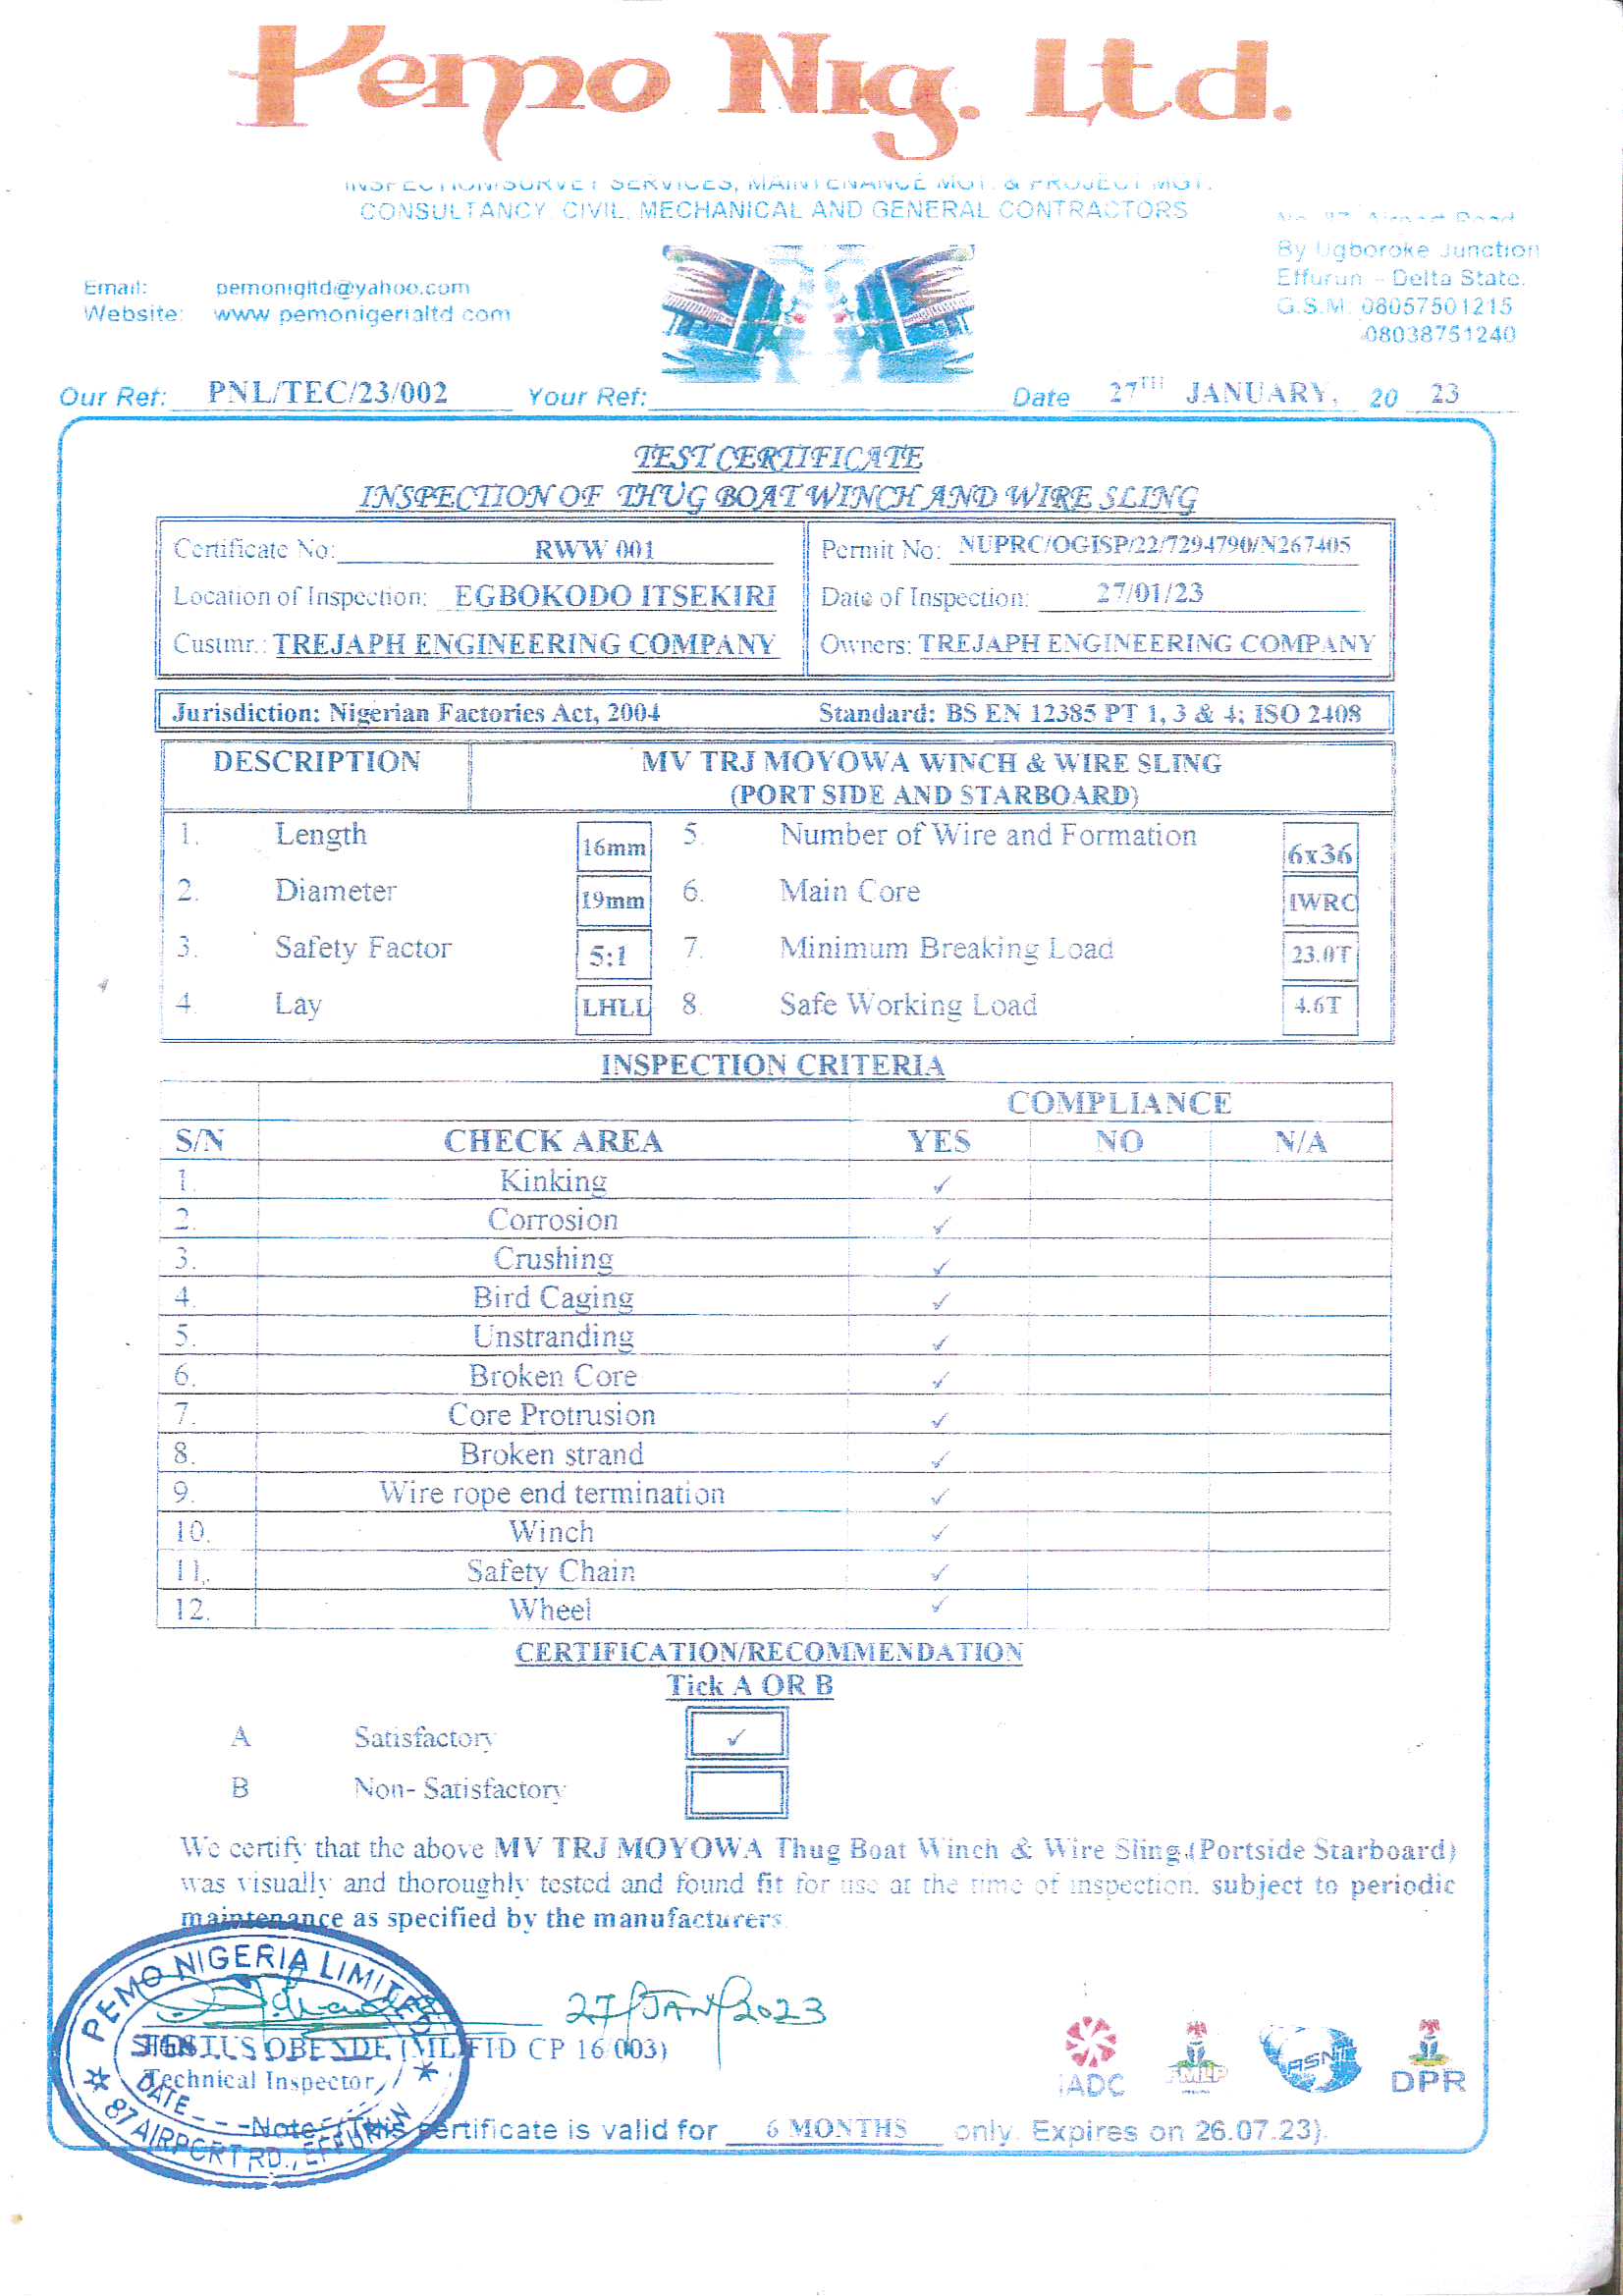 Pemo Nig. Ltd.
INSPECTION/SURVEY SERVICES, MAINTENANCE MGT. & PROJECT MGT.
CONSULTANCY, CIVIL, MECHANICAL AND GENERAL CONTRACTORS
Airport Road
By Ugboroke Junction
Effurun - Delta State.
G.S.M: 08057501215
08038751240
Email: pemonigltd@yahoo.com
Website: www.pemonigerialtd.com
Our Ref: PNL/TEC/23/002 Your Ref: Date 27TH JANUARY, 20 23
TEST CERTIFICATE
INSPECTION OF THUG BOAT WINCH AND WIRE SLING
Certificate No: RWW 001 Permit No: NUPRC/OGISP/22/7294790/N267405
Location of Inspection: EGBOKODO ITSEKIRI Date of Inspection: 27/01/23
Custmr.: TREJAPH ENGINEERING COMPANY Owners: TREJAPH ENGINEERING COMPANY
Jurisdiction: Nigerian Factories Act, 2004 Standard: BS EN 12385 PT 1, 3 & 4; ISO 2408
DESCRIPTION MV TRJ MOYOWA WINCH & WIRE SLING
(PORT SIDE AND STARBOARD)
1. Length 16mm 5. Number of Wire and Formation 6x36
2. Diameter 19mm 6. Main Core IWRC
3. Safety Factor 5:1 7. Minimum Breaking Load 23.0T
4. Lay LHLL 8. Safe Working Load 4.6T
INSPECTION CRITERIA
COMPLIANCE
S/N CHECK AREA YES NO N/A
1. Kinking ✓
2. Corrosion ✓
3. Crushing ✓
4. Bird Caging ✓
5. Unstranding ✓
6. Broken Core ✓
7. Core Protrusion ✓
8. Broken strand ✓
9. Wire rope end termination ✓
10. Winch ✓
11,. Safety Chain ✓
12. Wheel ✓
CERTIFICATION/RECOMMENDATION
Tick A OR B
A Satisfactory ✓
B Non- Satisfactory
We certify that the above MV TRJ MOYOWA Thug Boat Winch & Wire Sling (Portside Starboard)
was visually and thoroughly tested and found fit for use at the time of inspection. subject to periodic
maintenance as specified by the manufacturers
PEMO NIGERIA LIMITED
27/JAN/2023
SIGN
OBENDE
CP 16 003)
Technical Inspector
DATE
87 AIRPORT RD., EFFURUN
Note: (This certificate is valid for 6 MONTHS only. Expires on 26.07.23).
IADC
FMLP
ASNT
DPR